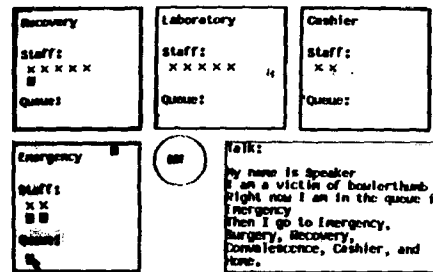 Recovery
Staff:
x x x x x
Queue:
Laboratory
Staff:
x x x x x
Queue:
Cashier
Staff:
x x
Queue:
Emergency
Staff:
x x
Talk:
My name is Speaker
I am a victim of bowlerthumb
Right now I am in the queue f
Emergency
Then I go to Emergency,
Surgery, Recovery,
Convalescence, Cashier, and
Home.